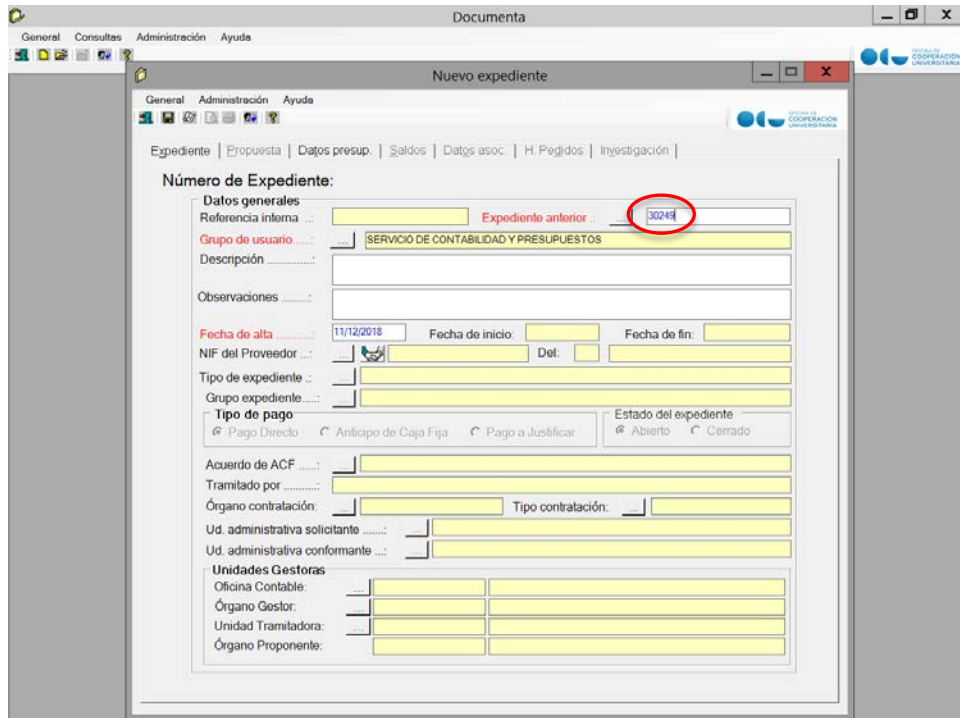 Documenta
General Consultas Administración Ayuda
OFICINA DE COOPERACIÓN UNIVERSITARIA
Nuevo expediente
General Administración Ayuda
OFICINA DE COOPERACIÓN UNIVERSITARIA
Expediente | Propuesta | Datos presup. | Saldos | Datos asoc. | H. Pedidos | Investigación |
Número de Expediente:
Datos generales
Referencia interna ..: Expediente anterior .: ... 30249
Grupo de usuario.....: ... SERVICIO DE CONTABILIDAD Y PRESUPUESTOS
Descripción ..............:
Observaciones .........:
Fecha de alta ...........: 11/12/2018 Fecha de inicio: Fecha de fin:
NIF del Proveedor ...: ... Del:
Tipo de expediente .: ...
Grupo expediente.....: ...
Tipo de pago Estado del expediente
Pago Directo Anticipo de Caja Fija Pago a Justificar Abierto Cerrado
Acuerdo de ACF .....: ...
Tramitado por ..........:
Órgano contratación: ... Tipo contratación: ...
Ud. administrativa solicitante .......: ...
Ud. administrativa conformante ...: ...
Unidades Gestoras
Oficina Contable: ...
Órgano Gestor: ...
Unidad Tramitadora: ...
Órgano Proponente: